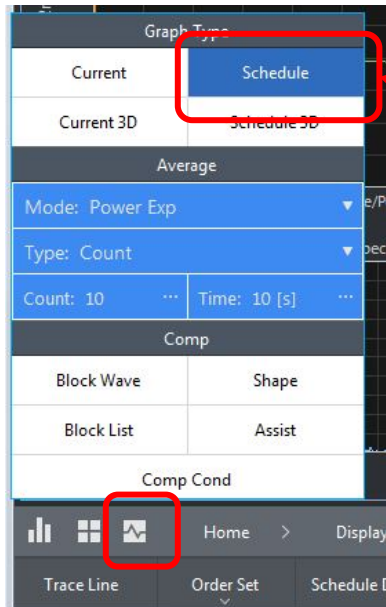 Graph Type
Current Schedule
Current 3D Schedule 3D
Average
Mode: Power Exp
Type: Count
Count: 10 ... Time: 10 [s] ...
Comp
Block Wave Shape
Block List Assist
Comp Cond
Home > Display
Trace Line Order Set Schedule